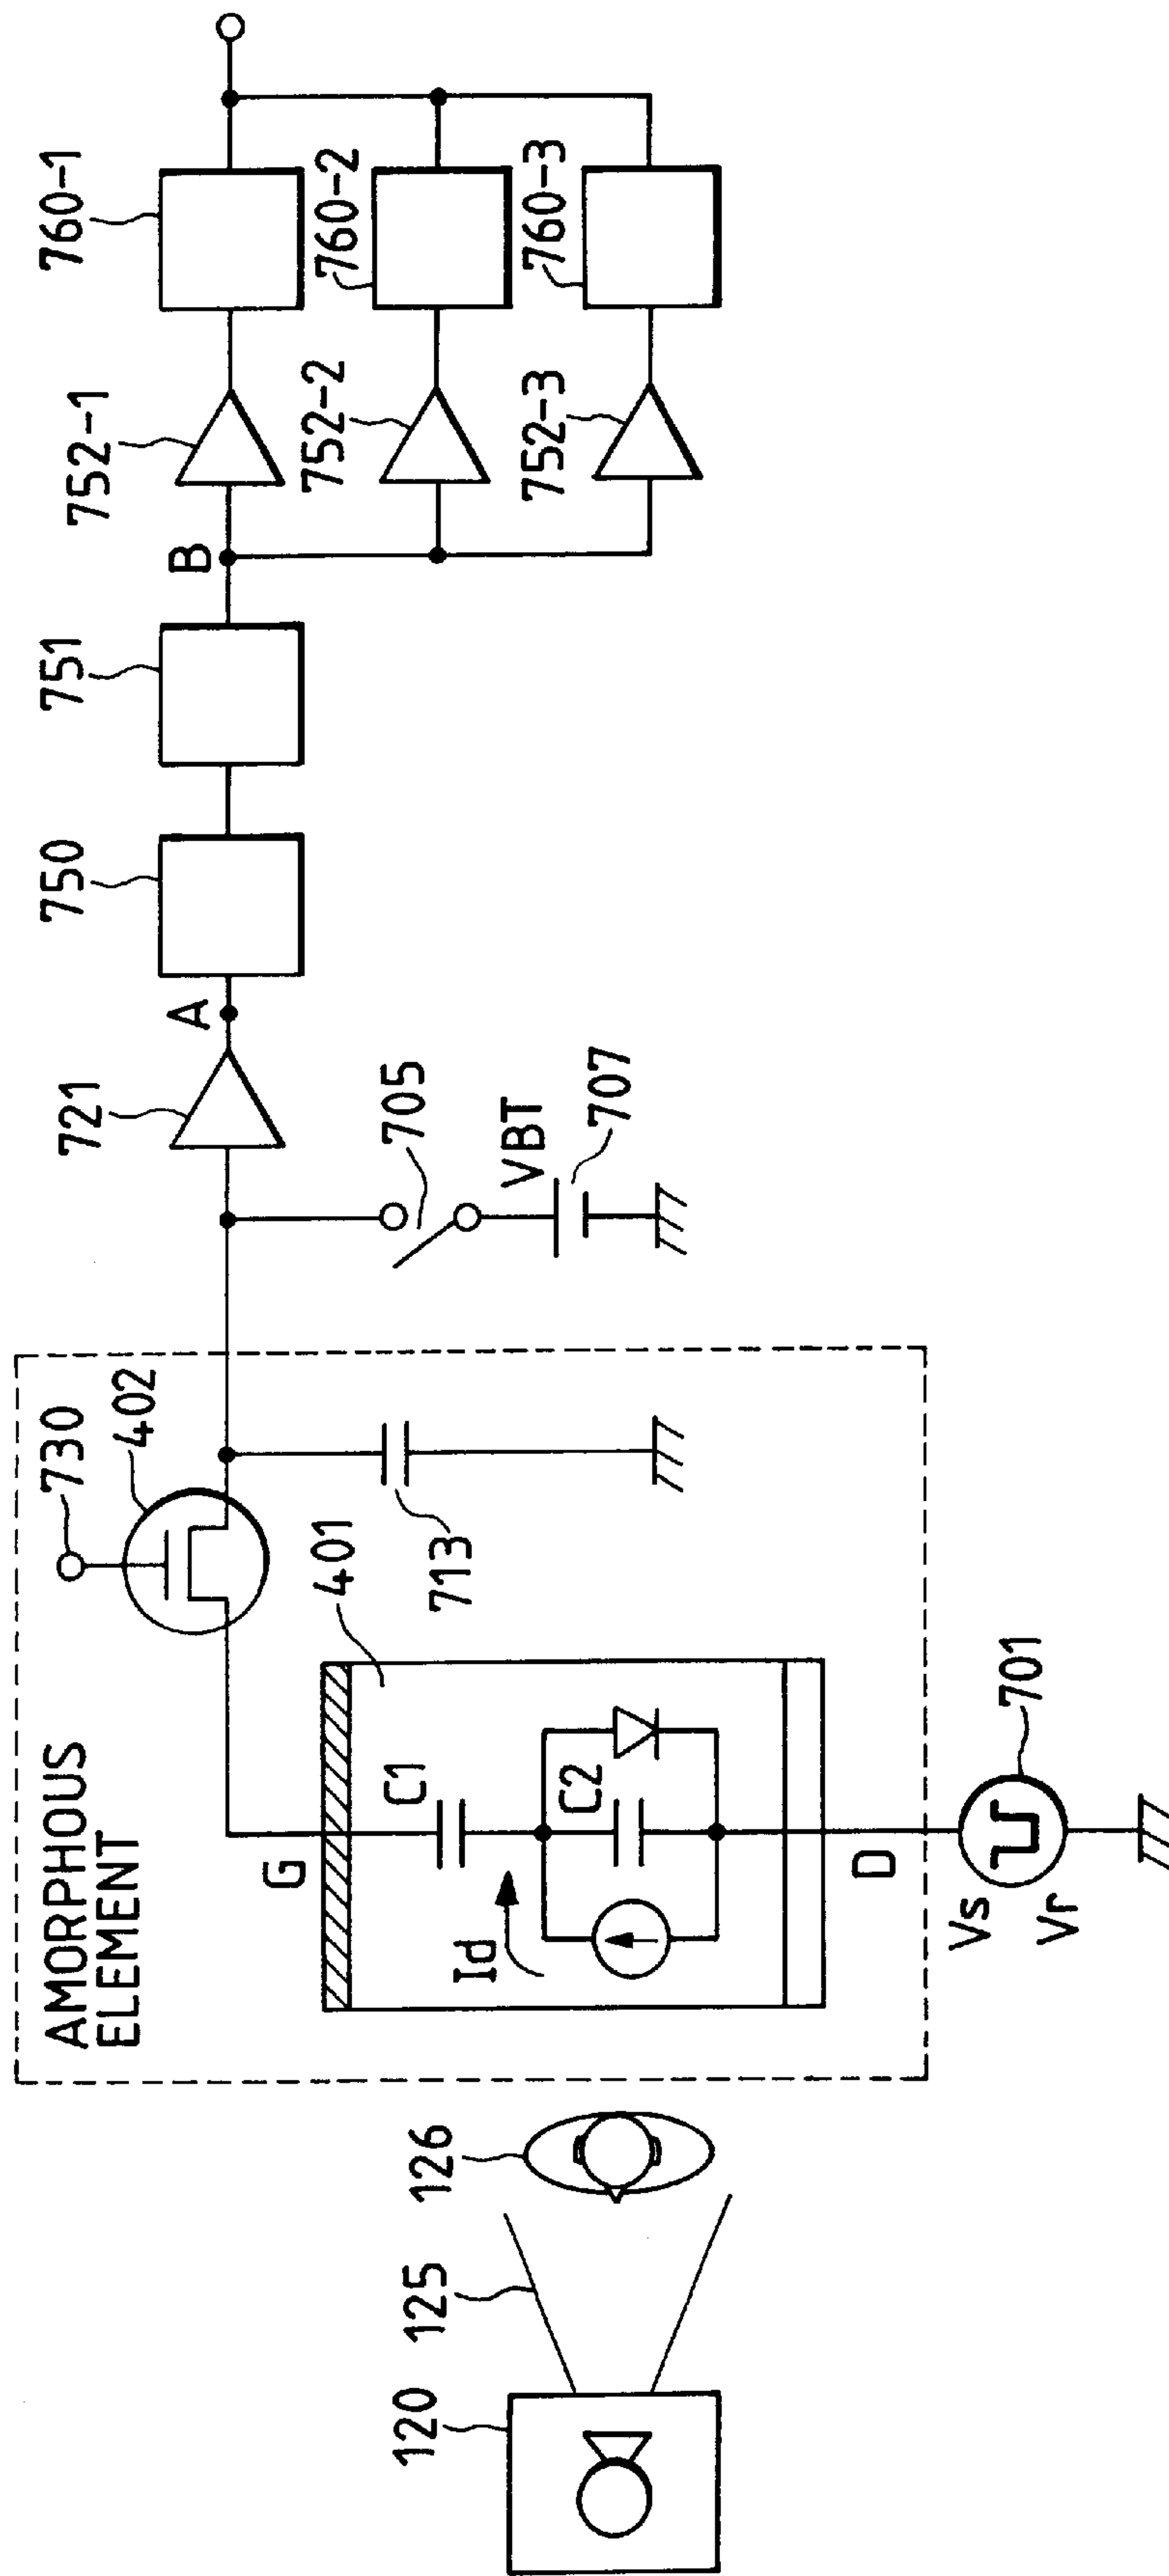 AMORPHOUS
ELEMENT
730
402
G
401
C1
C2
Id
D
713
Vs
Vr
701
120
125
126
721
A
705
VBT
707
750
751
B
752-1
752-2
752-3
760-1
760-2
760-3